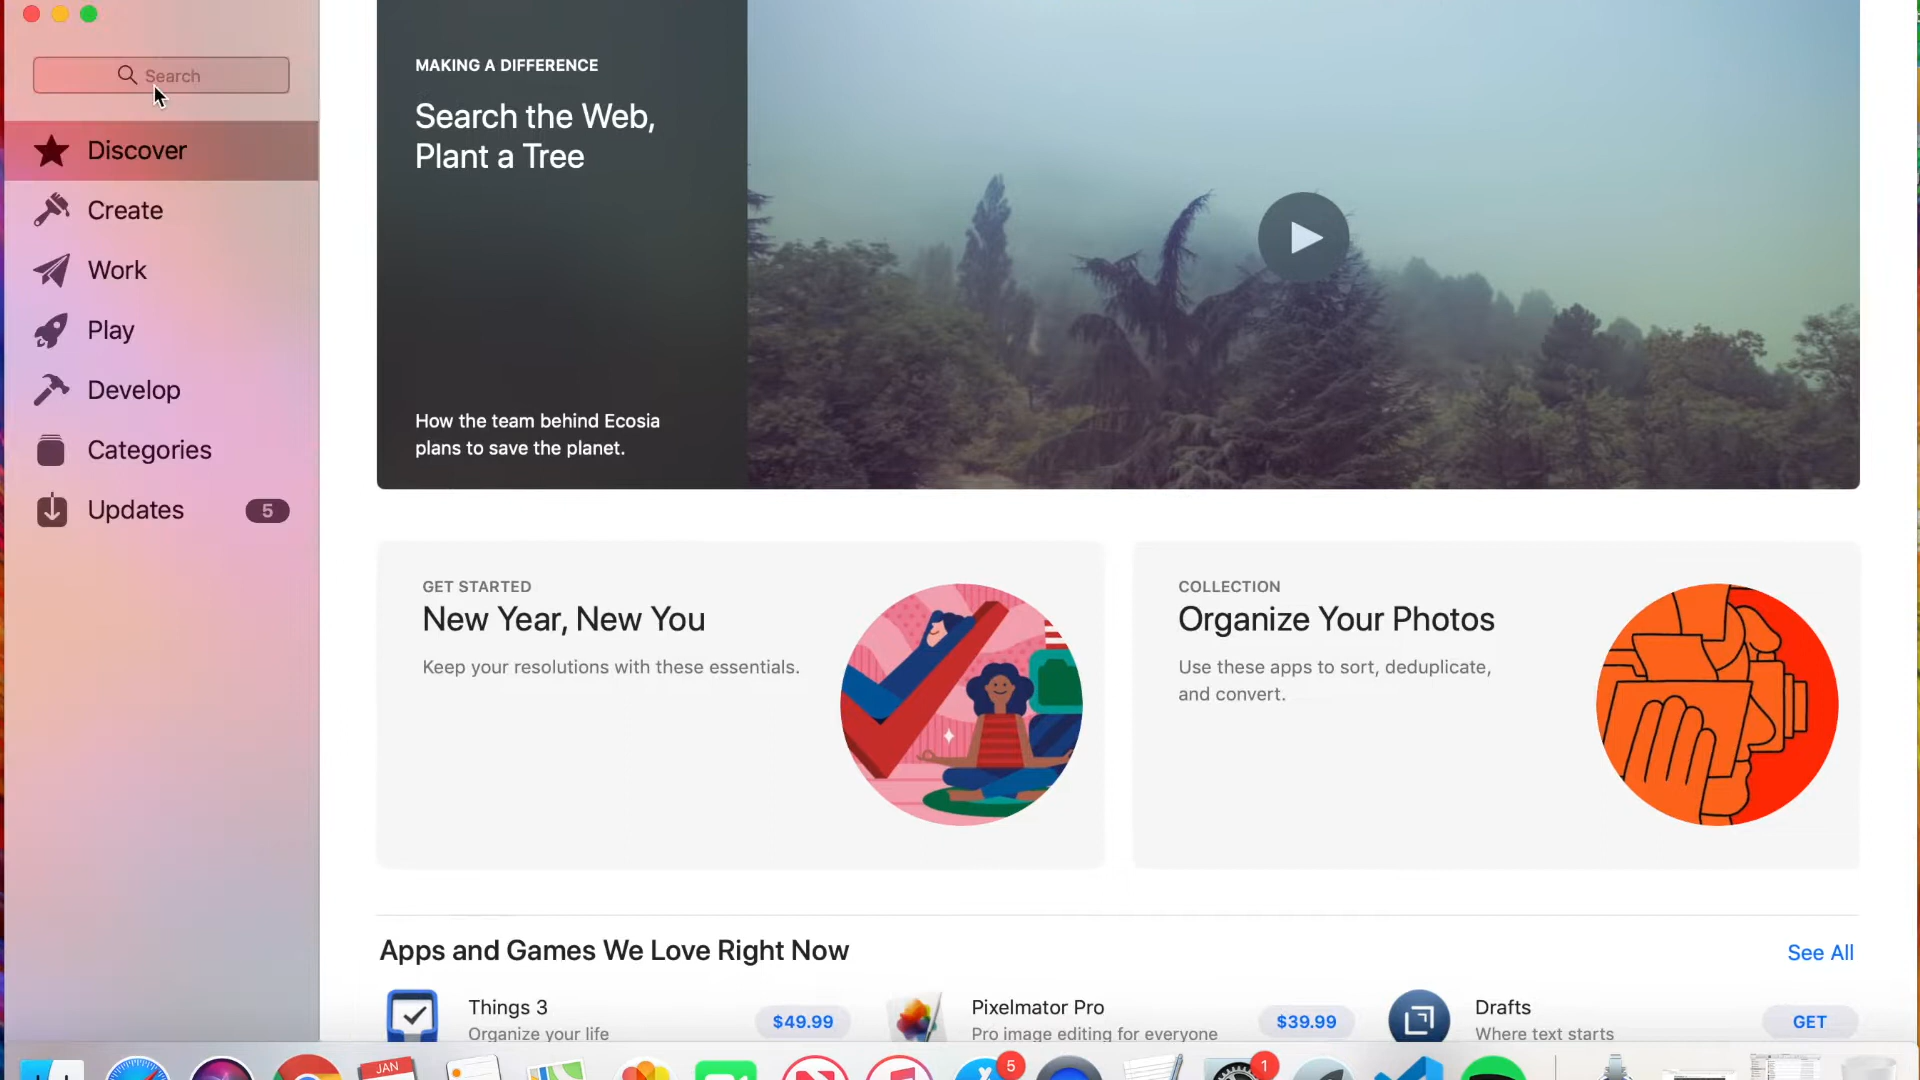 Search
Discover
Create
Work
Play
Develop
Categories
Updates 5
MAKING A DIFFERENCE
Search the Web,
Plant a Tree
How the team behind Ecosia
plans to save the planet.
GET STARTED
New Year, New You
Keep your resolutions with these essentials.
COLLECTION
Organize Your Photos
Use these apps to sort, deduplicate,
and convert.
Apps and Games We Love Right Now
See All
Things 3
Organize your life
$49.99
Pixelmator Pro
Pro image editing for everyone
$39.99
Drafts
Where text starts
GET
JAN
5
1